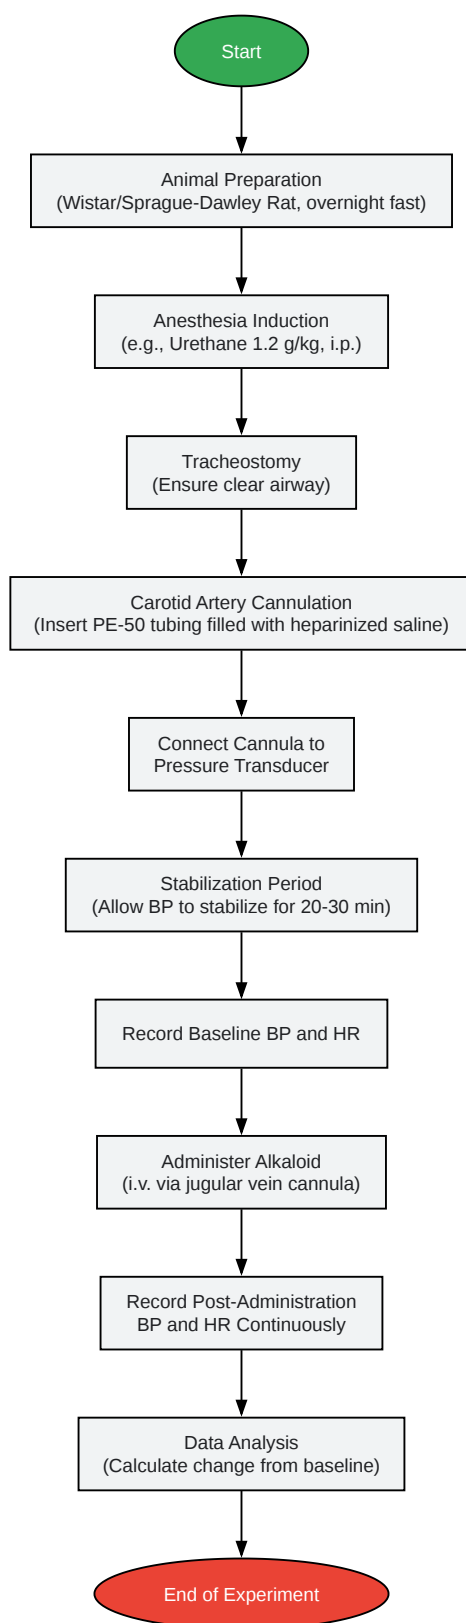 Start
Animal Preparation
(Wistar/Sprague-Dawley Rat, overnight fast)
Anesthesia Induction
(e.g., Urethane 1.2 g/kg, i.p.)
Tracheostomy
(Ensure clear airway)
Carotid Artery Cannulation
(Insert PE-50 tubing filled with heparinized saline)
Connect Cannula to
Pressure Transducer
Stabilization Period
(Allow BP to stabilize for 20-30 min)
Record Baseline BP and HR
Administer Alkaloid
(i.v. via jugular vein cannula)
Record Post-Administration
BP and HR Continuously
Data Analysis
(Calculate change from baseline)
End of Experiment